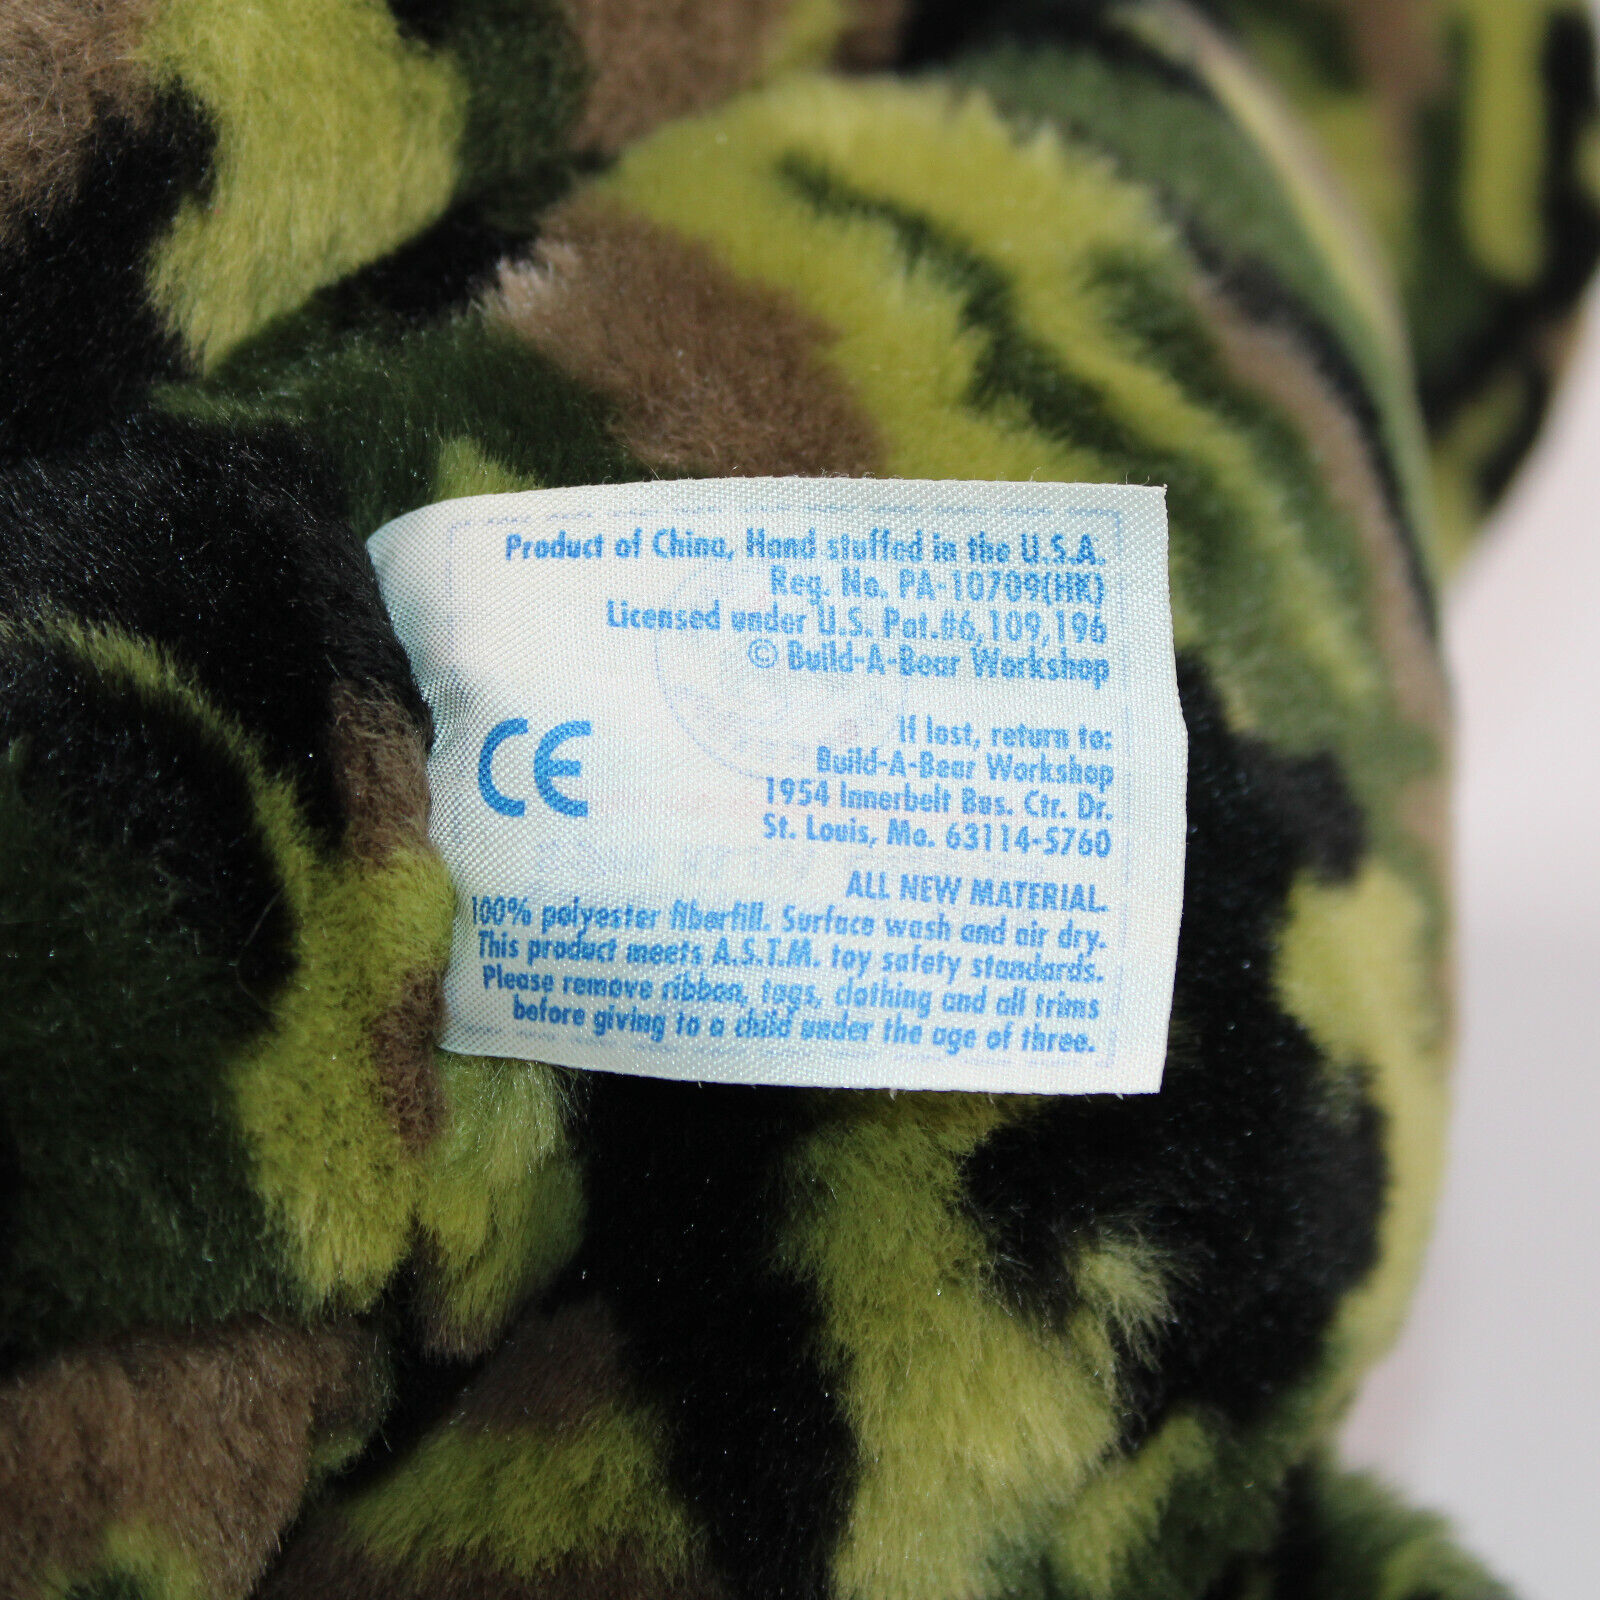 Product of China, Hand stuffed in the U.S.A.
Reg. No. PA-10709(HK)
Licensed under U.S. Pat.#6,109,196
© Build-A-Bear Workshop
CE
If lost, return to:
Build-A-Bear Workshop
1954 Innerbelt Bus. Ctr. Dr.
St. Louis, Mo. 63114-5760
ALL NEW MATERIAL.
100% polyester fiberfill. Surface wash and air dry.
This product meets A.S.T.M. toy safety standards.
Please remove ribbon, tags, clothing and all trims
before giving to a child under the age of three.